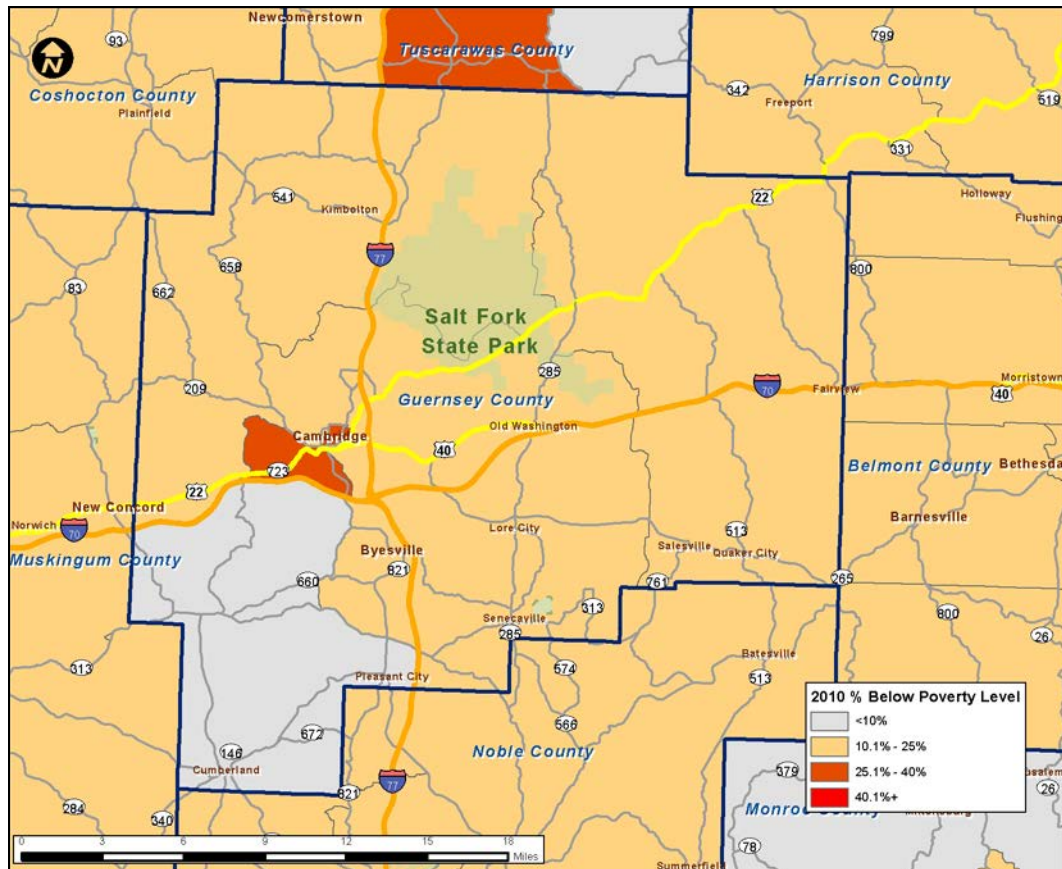 Newcomerstown
93
Tuscarawas County
799
N
Harrison County
Coshocton County
342
Freeport
519
Plainfield
331
541
22
Holloway
Kimbolton
Flushing
77
658
800
83
662
Salt Fork
State Park
285
209
70
Morristown
Fairview
40
Guernsey County
Old Washington
Cambridge
40
723
Belmont County
Bethesda
22
New Concord
Norwich
70
Lore City
513
Barnesville
Muskingum County
Byesville
821
Salesville
Quaker City
660
761
265
313
Senecaville
285
800
26
313
574
Batesville
Pleasant City
513
566
672
Noble County
146
Cumberland
77
821
284
340
2010 % Below Poverty Level
<10%
10.1% - 25%
25.1% - 40%
40.1%+
379
26
78
Summerfield
0 3 6 9 12 15 18
Miles